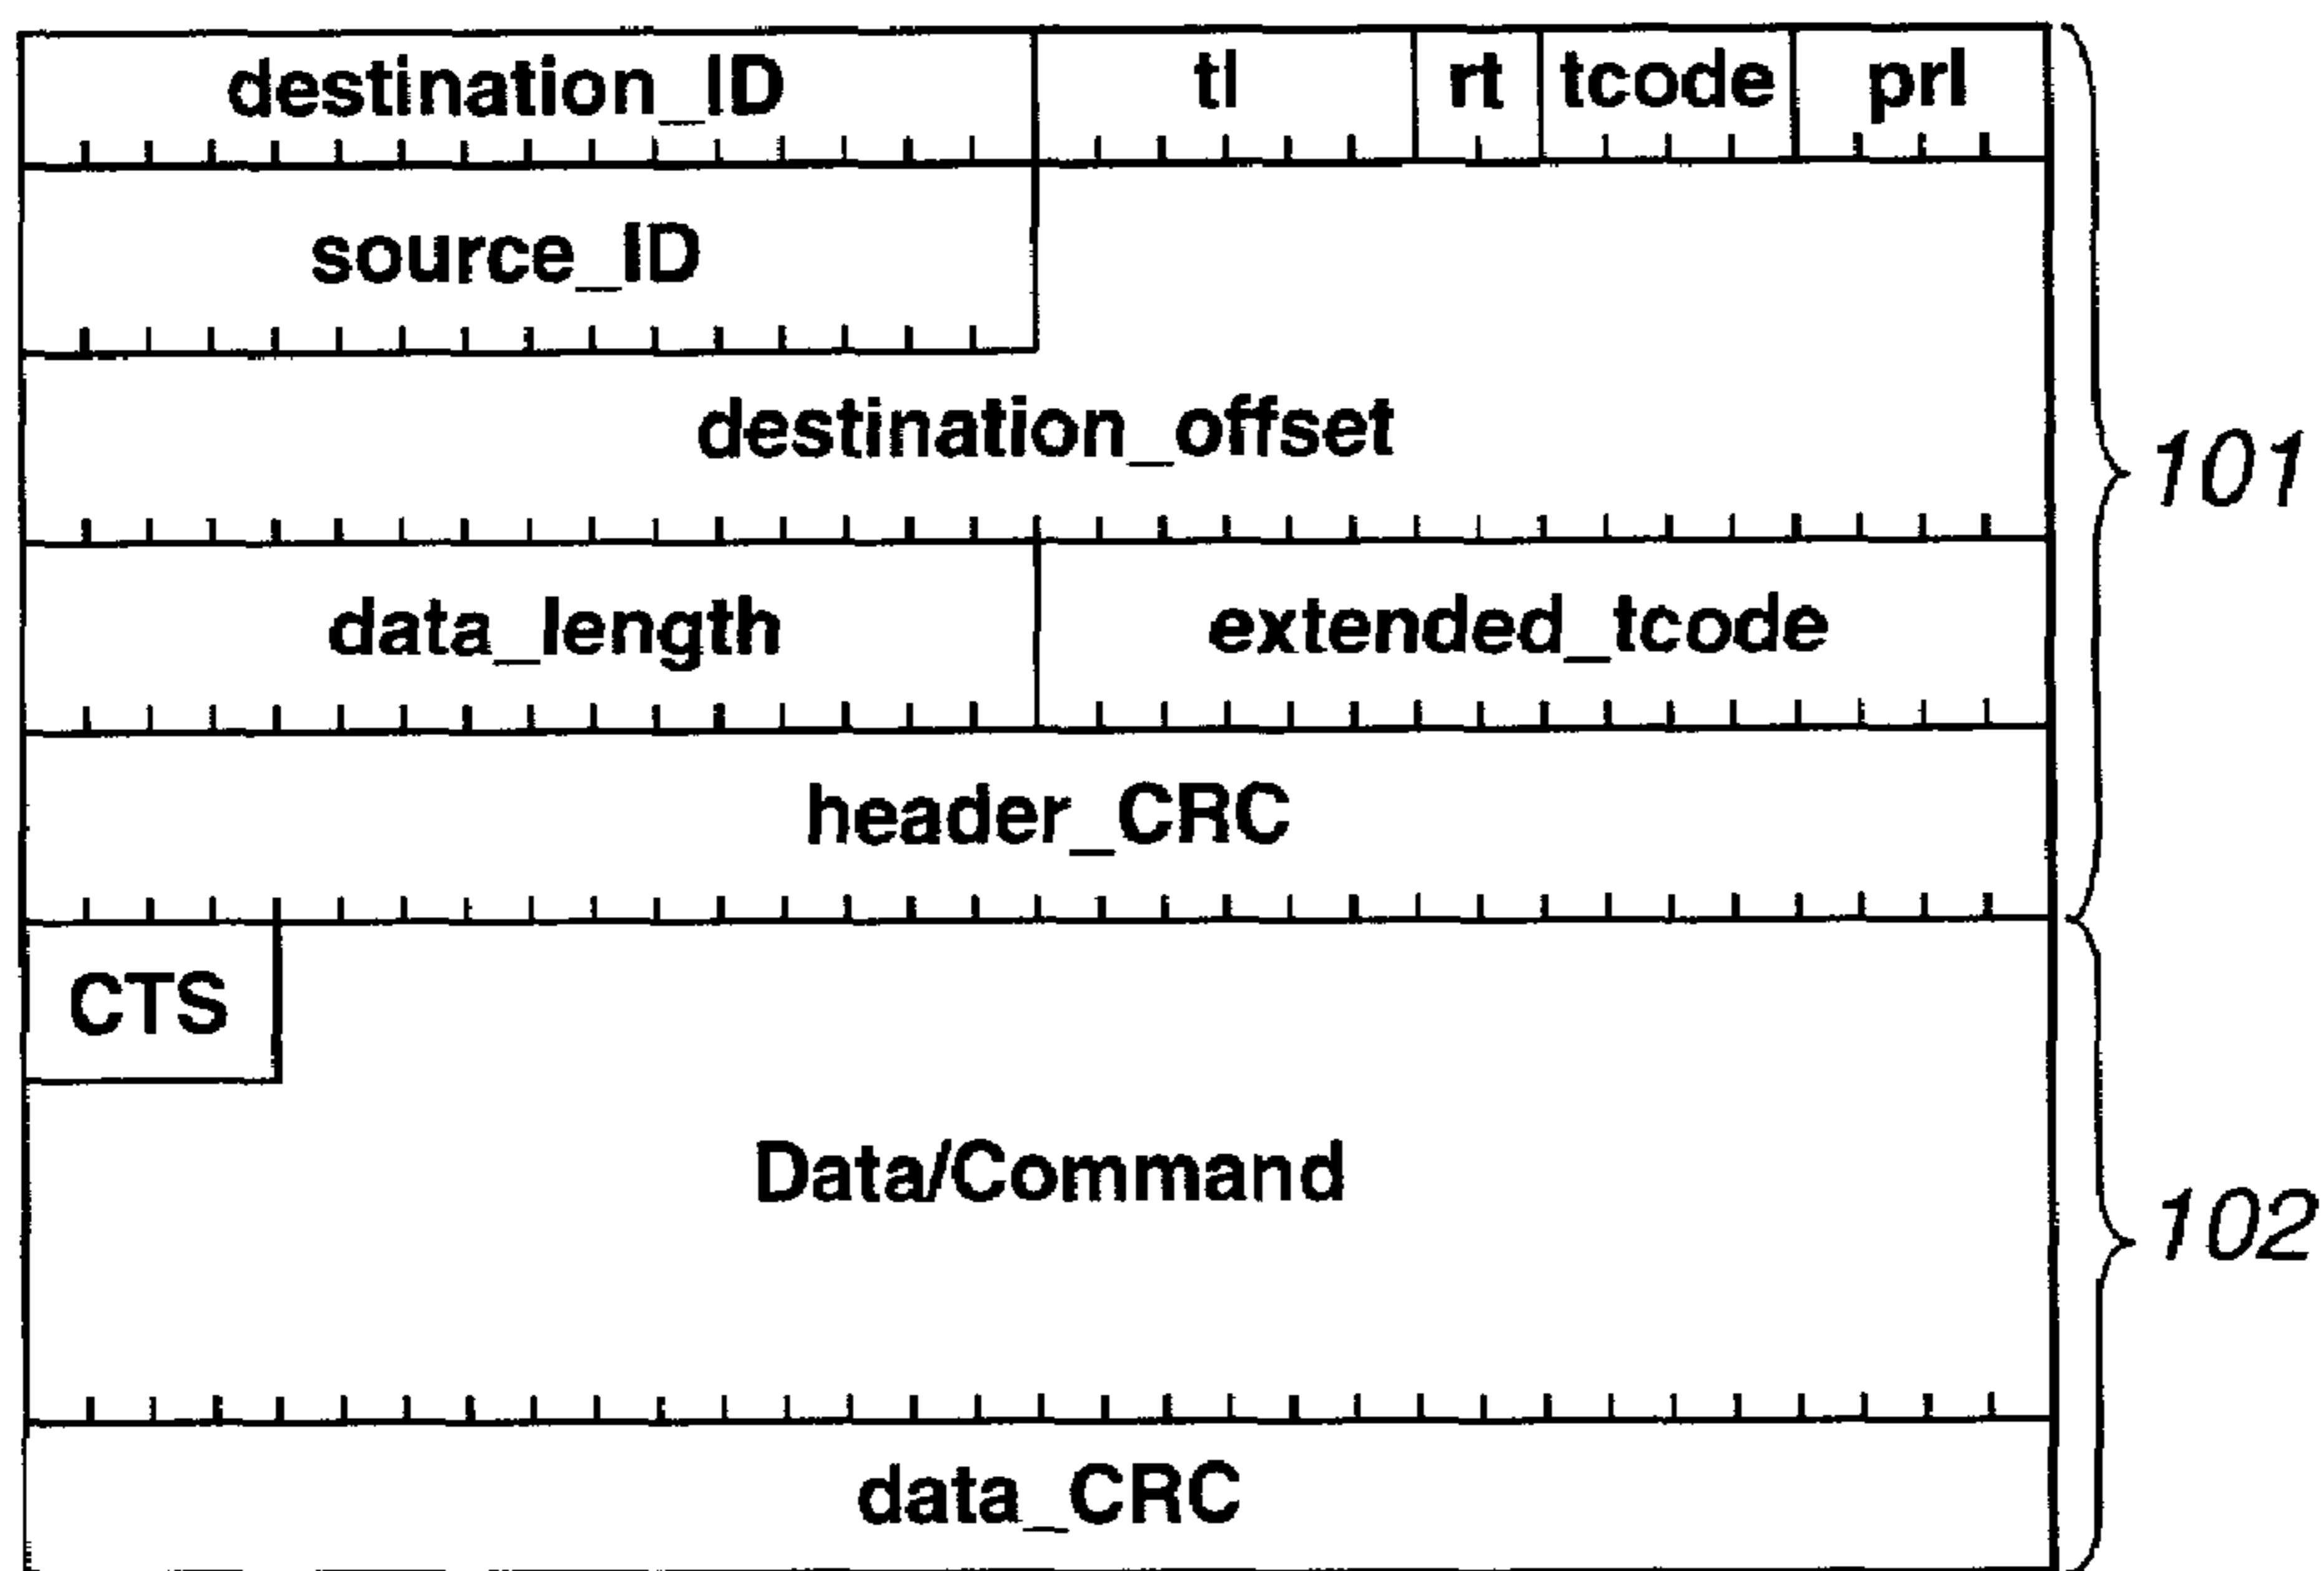 destination_ID tl rt tcode prl
source_ID
destination_offset
101
data_length extended_tcode
header_CRC
CTS
Data/Command
102
data_CRC